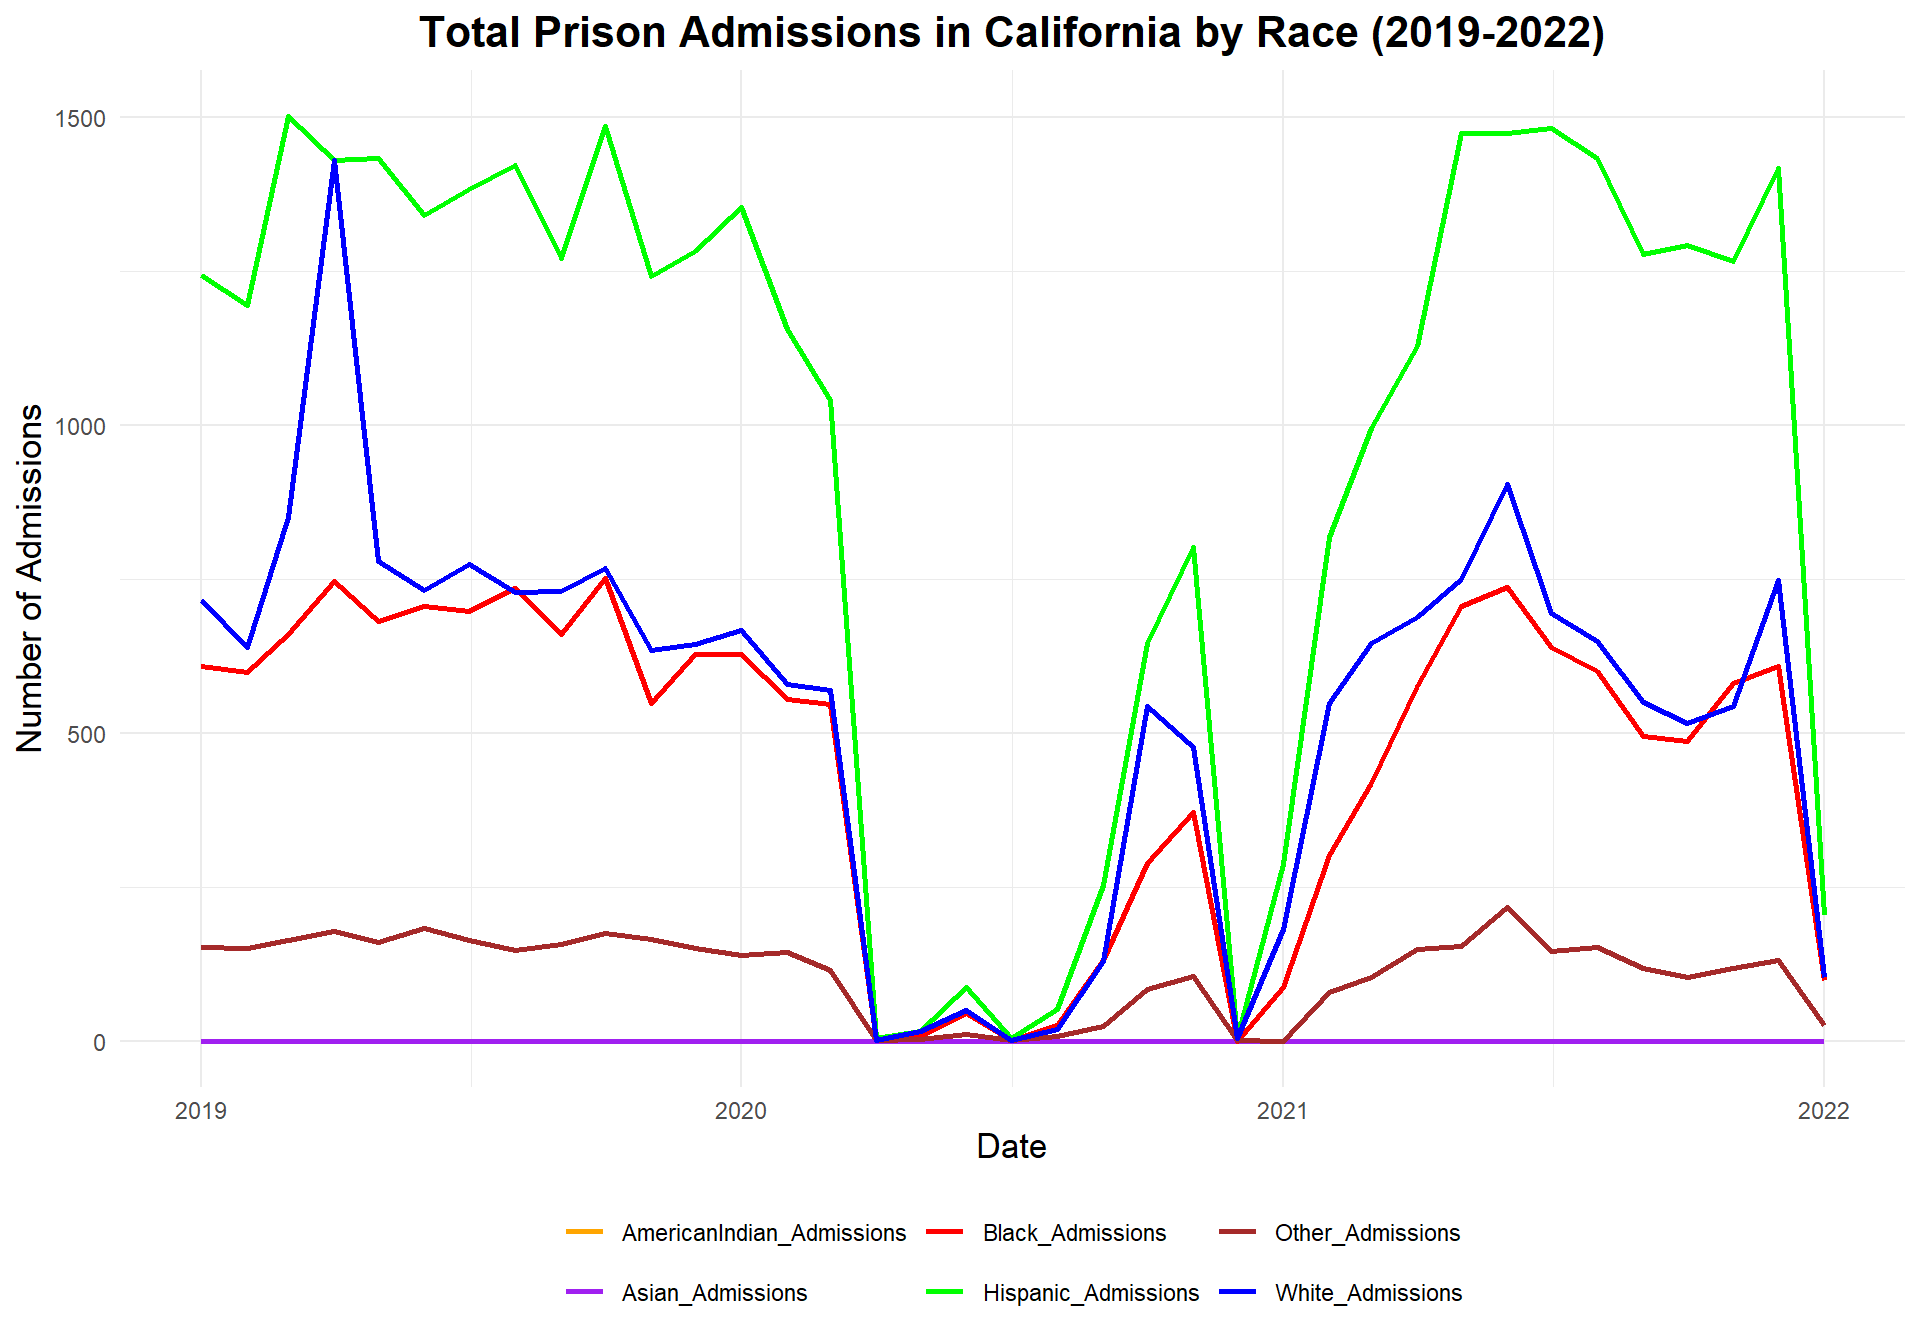 Total Prison Admissions in California by Race (2019-2022)
Number of Admissions
1500
1000
500
0
2019 2020 2021 2022
Date
AmericanIndian_Admissions Black_Admissions Other_Admissions
Asian_Admissions Hispanic_Admissions White_Admissions